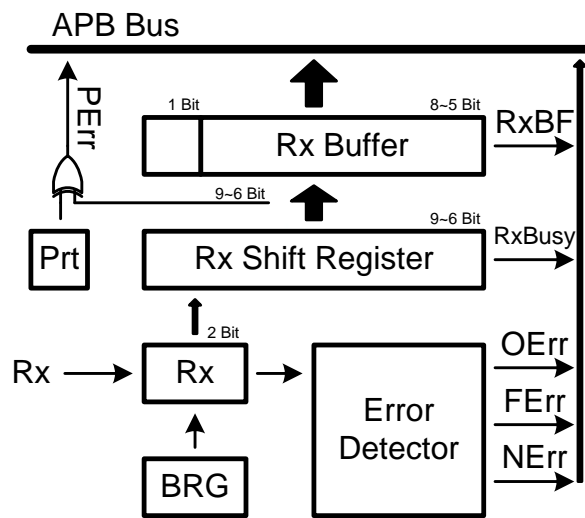 APB Bus
PErr
1 Bit
8~5 Bit
Rx Buffer
RxBF
9~6 Bit
9~6 Bit
Prt
Rx Shift Register
RxBusy
2 Bit
Rx
Rx
OErr
FErr
NErr
Error
Detector
BRG